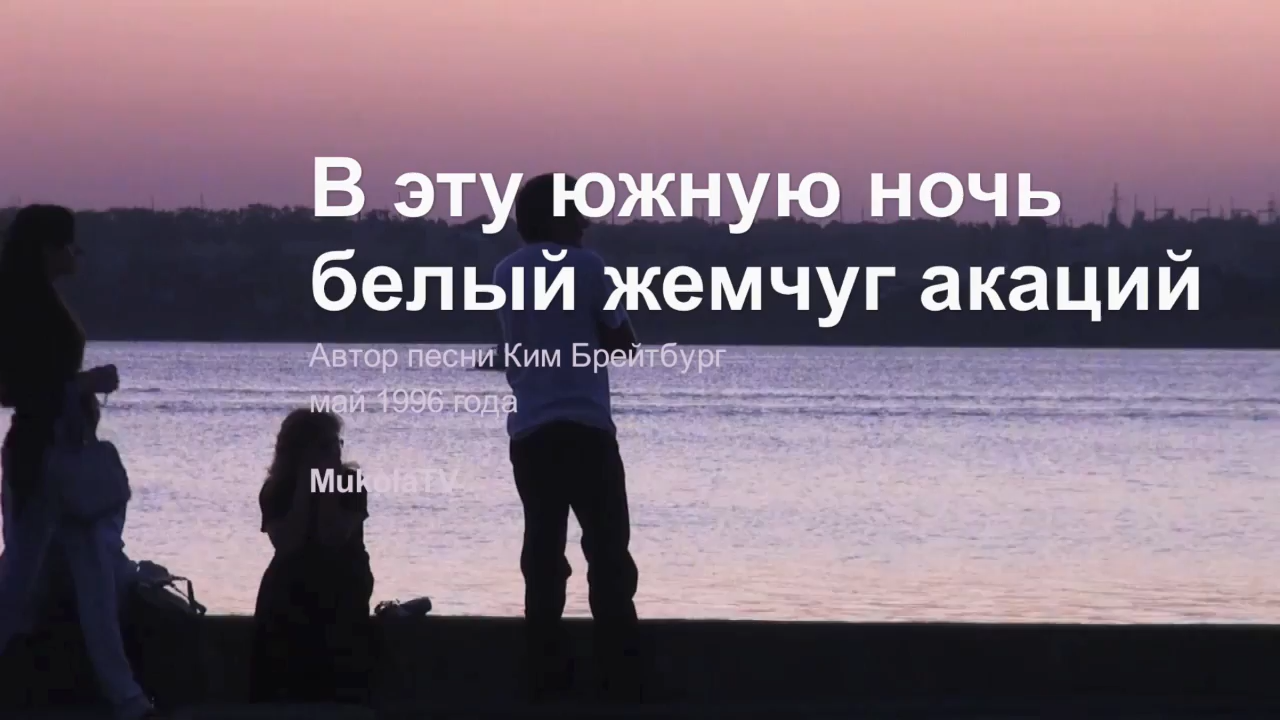 В эту южную ночь
белый жемчуг акаций
Автор песни Ким Брейтбург
май 1996 года
MukolaTV